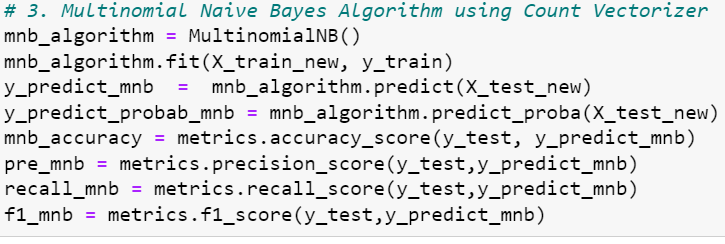 # 3. Multinomial Naive Bayes Algorithm using Count Vectorizer
mnb_algorithm = MultinomialNB()
mnb_algorithm.fit(X_train_new, y_train)
y_predict_mnb  =  mnb_algorithm.predict(X_test_new)
y_predict_probab_mnb = mnb_algorithm.predict_proba(X_test_new)
mnb_accuracy = metrics.accuracy_score(y_test, y_predict_mnb)
pre_mnb = metrics.precision_score(y_test,y_predict_mnb)
recall_mnb = metrics.recall_score(y_test,y_predict_mnb)
f1_mnb = metrics.f1_score(y_test,y_predict_mnb)